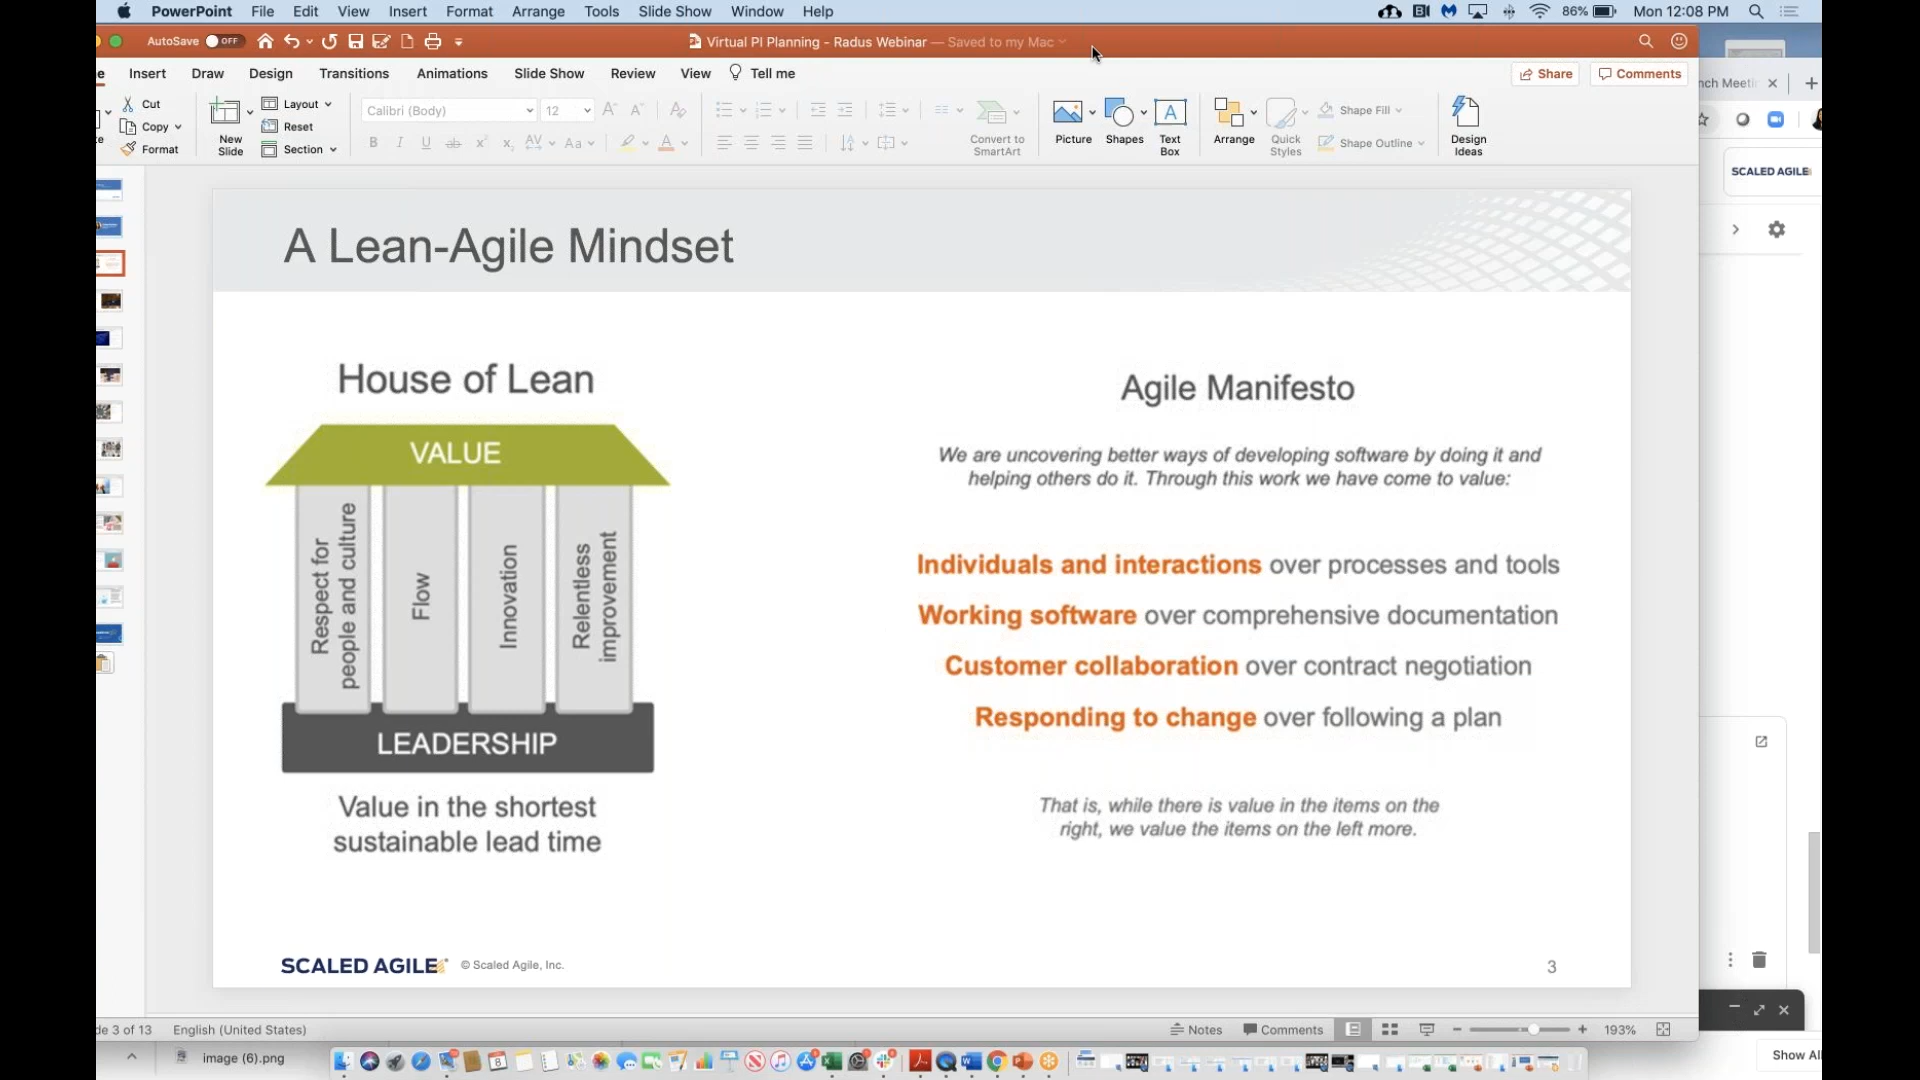 PowerPoint File Edit View Insert Format Arrange Tools Slide Show Window Help
86% Mon 12:08 PM
AutoSave OFF
Virtual PI Planning - Radus Webinar — Saved to my Mac
Insert Draw Design Transitions Animations Slide Show Review View Tell me
Share Comments
Cut
Copy
Format
New Slide
Layout
Reset
Section
Calibri (Body) 12
Convert to SmartArt
Picture Shapes Text Box
Arrange Quick Styles
Shape Fill
Shape Outline
Design Ideas
SCALED AGILE
A Lean-Agile Mindset
House of Lean
VALUE
Respect for people and culture
Flow
Innovation
Relentless improvement
LEADERSHIP
Value in the shortest
sustainable lead time
Agile Manifesto
We are uncovering better ways of developing software by doing it and
helping others do it. Through this work we have come to value:
Individuals and interactions over processes and tools
Working software over comprehensive documentation
Customer collaboration over contract negotiation
Responding to change over following a plan
That is, while there is value in the items on the
right, we value the items on the left more.
SCALED AGILE © Scaled Agile, Inc.
3
de 3 of 13 English (United States)
Notes Comments 193%
image (6).png
Show All